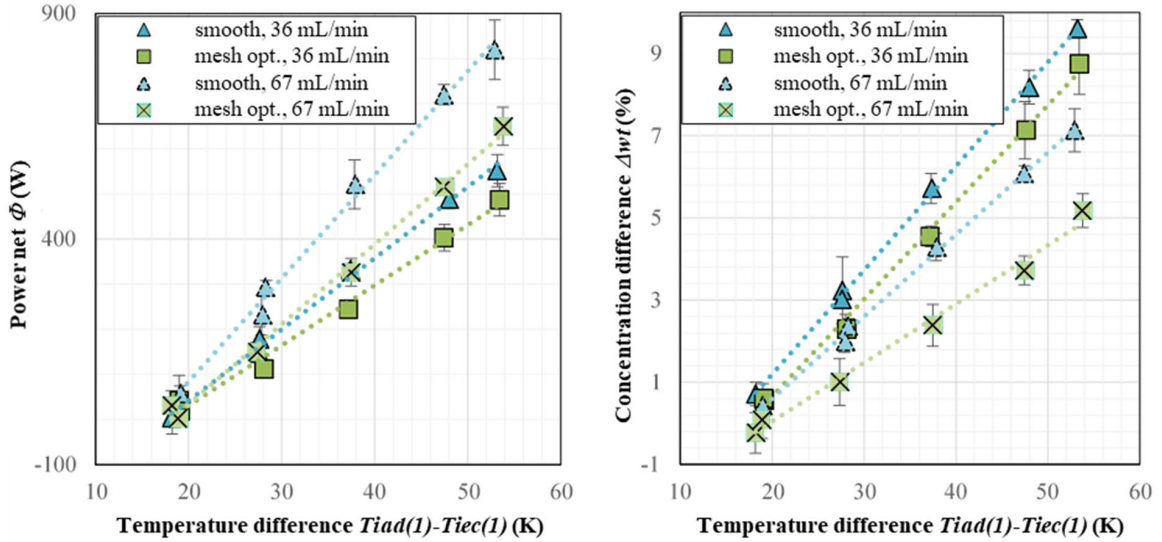 900
400
-100
10 20 30 40 50 60
Power net Φ (W)
Temperature difference Tiad(1)-Tiec(1) (K)
smooth, 36 mL/min
mesh opt., 36 mL/min
smooth, 67 mL/min
mesh opt., 67 mL/min
9
7
5
3
1
-1
10 20 30 40 50 60
Concentration difference Δwt (%)
Temperature difference Tiad(1)-Tiec(1) (K)
smooth, 36 mL/min
mesh opt., 36 mL/min
smooth, 67 mL/min
mesh opt., 67 mL/min